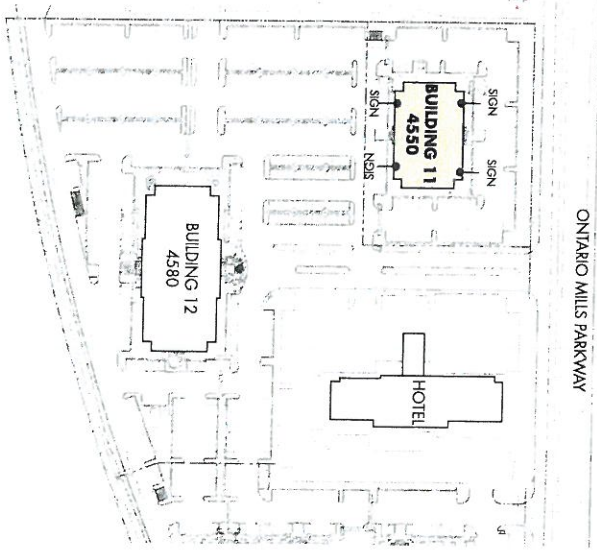 SIGN
SIGN
BUILDING 11
4550
SIGN
SIGN
BUILDING 12
4580
HOTEL
ONTARIO MILLS PARKWAY